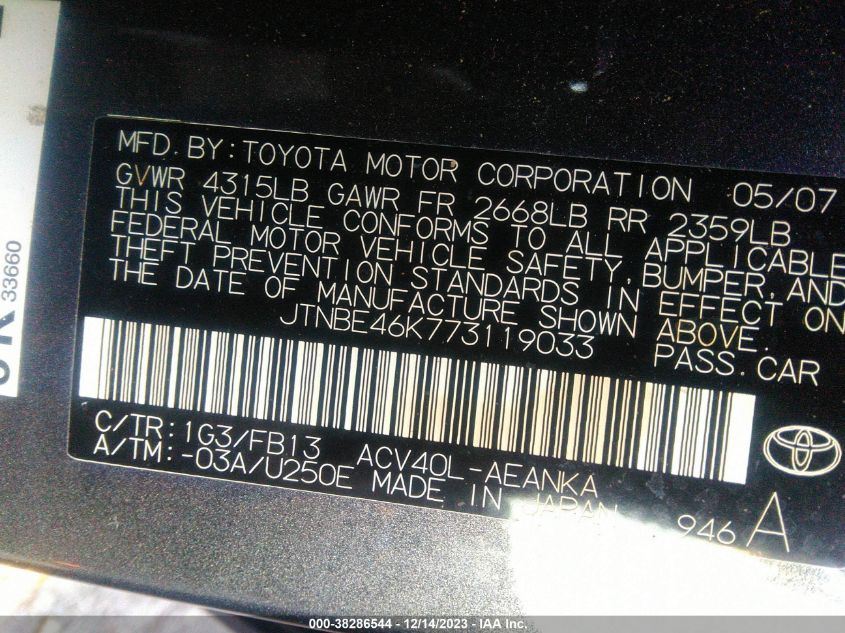 MFD.BY:TOYOTA MOTOR CORPORATION 05/07
GVWR 4315LB GAWR FR 2668LB RR 2359LB
THIS VEHICLE CONFORMS TO ALL APPLICABLE
FEDERAL MOTOR VEHICLE SAFETY,BUMPER,AND
THEFT PREVENTION STANDARDS IN EFFECT ON
THE DATE OF MANUFACTURE SHOWN ABOVE.
JTNBE46K773119033 PASS.CAR
C/TR:1G3/FB13 ACV40L-AEANKA
A/TM:-03A/U250E MADE IN JAPAN 946 A
33660
000-38286544 - 12/14/2023 - IAA Inc.